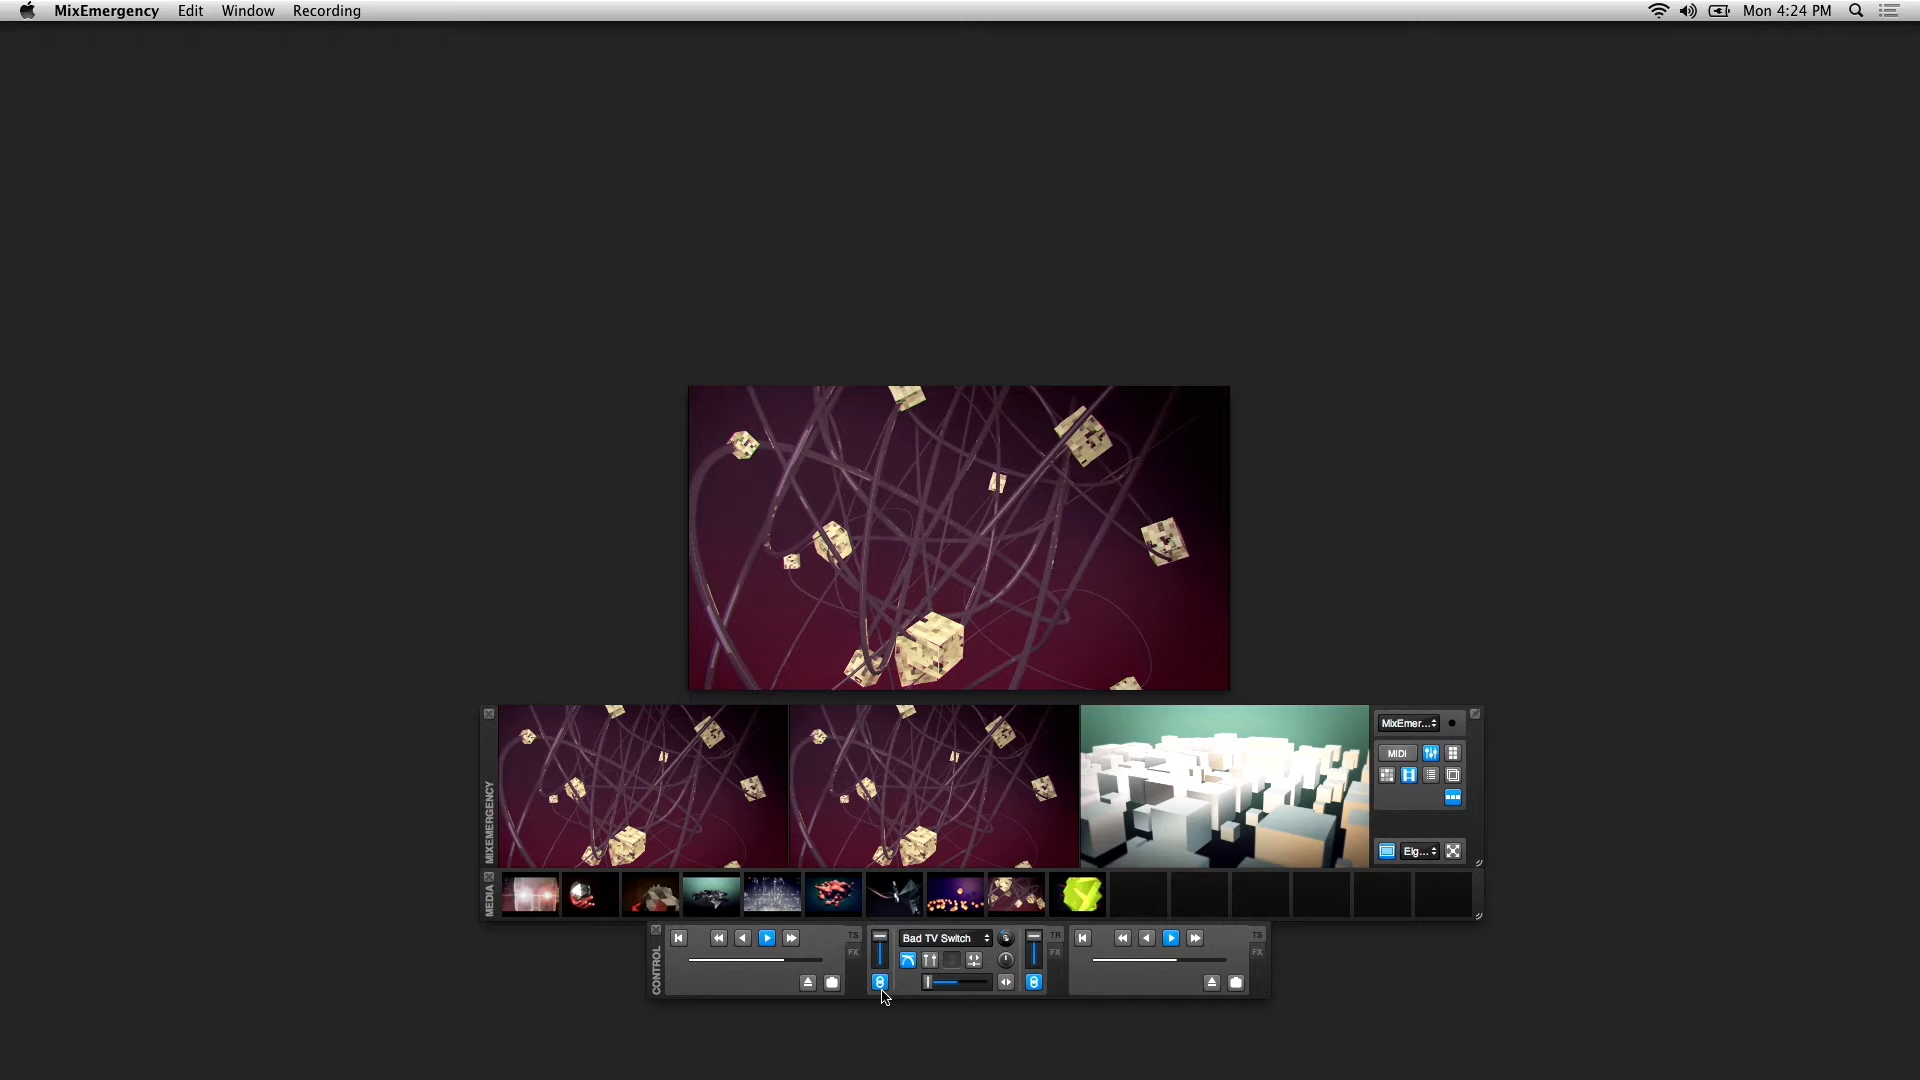 MixEmergency Edit Window Recording Mon 4:24 PM
MIXEMERGENCY
MixEmer...
MIDI
Elg...
MEDIA
CONTROL
TS
FX
Bad TV Switch
TR
FX
TS
FX